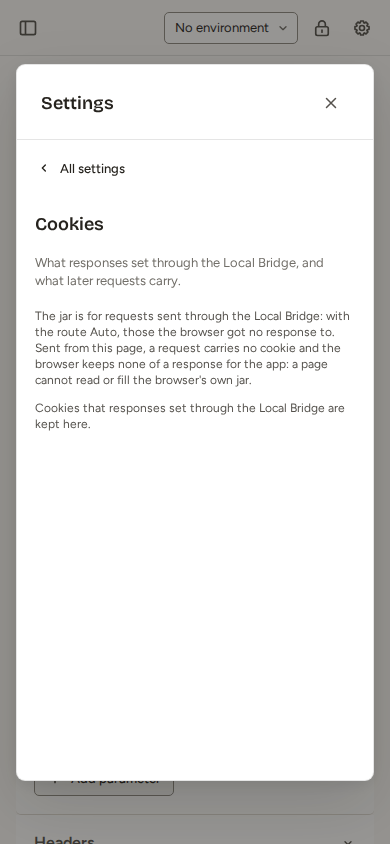 No environment
Settings
All settings
Cookies
What responses set through the Local Bridge, and
what later requests carry.
The jar is for requests sent through the Local Bridge: with
the route Auto, those the browser got no response to.
Sent from this page, a request carries no cookie and the
browser keeps none of a response for the app: a page
cannot read or fill the browser's own jar.
Cookies that responses set through the Local Bridge are
kept here.
Add parameter
Headers